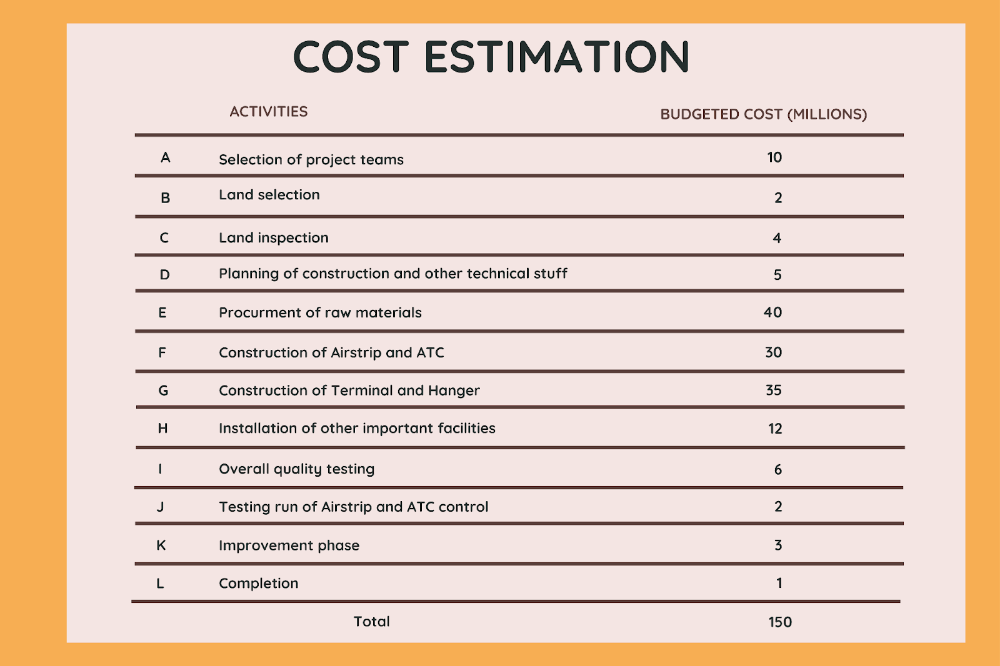 COST ESTIMATION
ACTIVITIES BUDGETED COST (MILLIONS)
A Selection of project teams 10
B Land selection 2
C Land inspection 4
D Planning of construction and other technical stuff 5
E Procurment of raw materials 40
F Construction of Airstrip and ATC 30
G Construction of Terminal and Hanger 35
H Installation of other important facilities 12
I Overall quality testing 6
J Testing run of Airstrip and ATC control 2
K Improvement phase 3
L Completion 1
Total 150